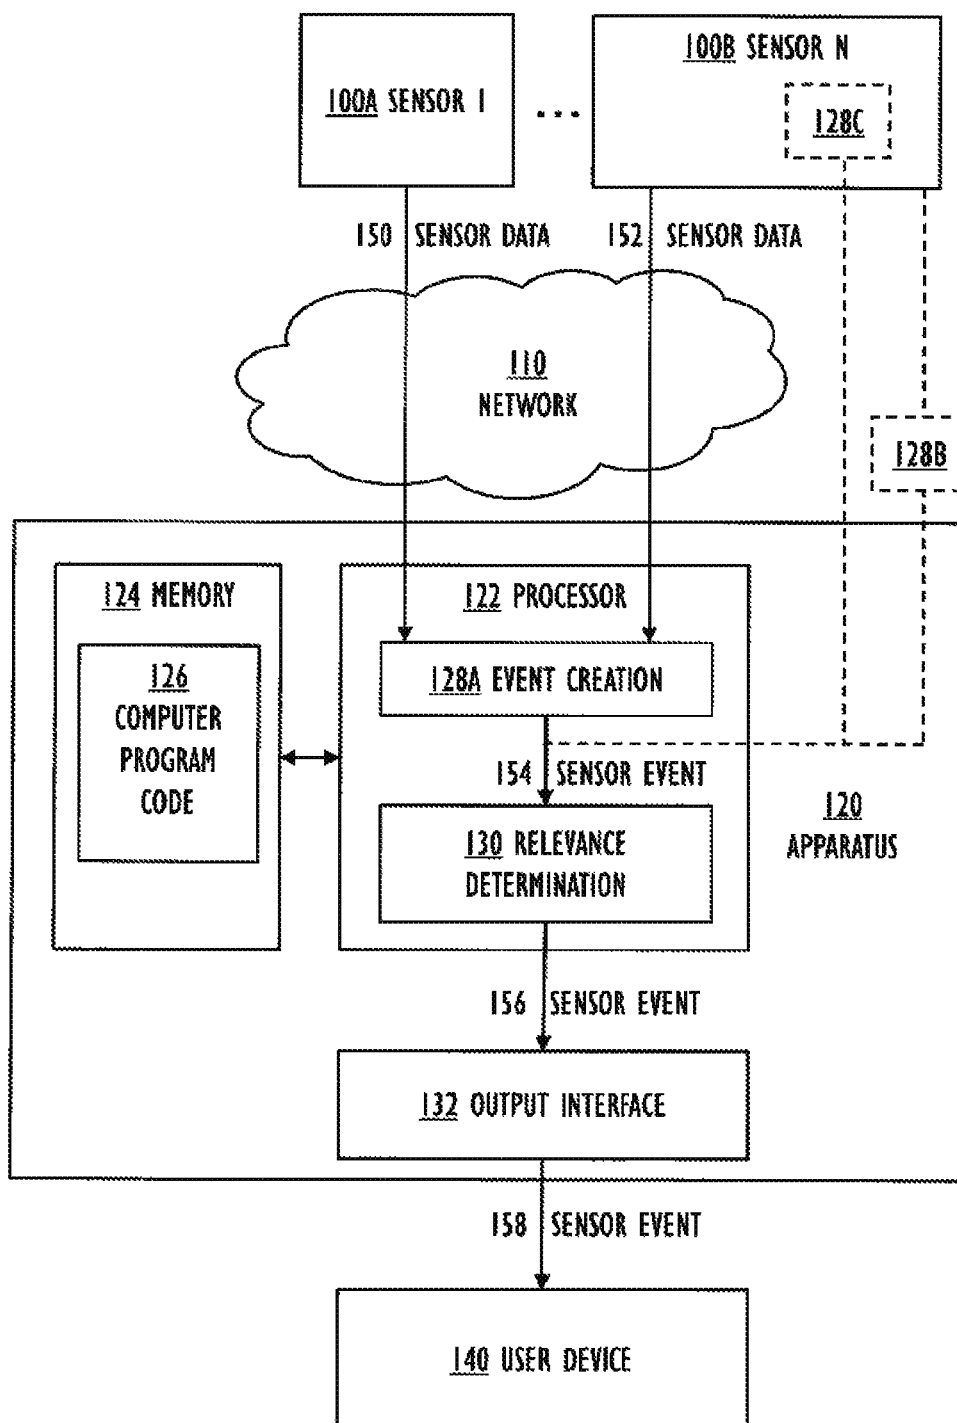 100A SENSOR 1
...
100B SENSOR N
128C
150 SENSOR DATA
152 SENSOR DATA
110
NETWORK
128B
124 MEMORY
126
COMPUTER
PROGRAM
CODE
122 PROCESSOR
128A EVENT CREATION
154 SENSOR EVENT
130 RELEVANCE
DETERMINATION
120
APPARATUS
156 SENSOR EVENT
132 OUTPUT INTERFACE
158 SENSOR EVENT
140 USER DEVICE